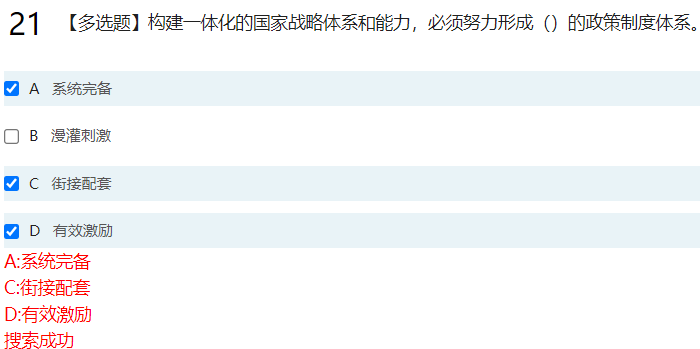 21 【多选题】构建一体化的国家战略体系和能力，必须努力形成（）的政策制度体系。
A 系统完备
B 漫灌刺激
C 街接配套
D 有效激励
A:系统完备
C:街接配套
D:有效激励
搜索成功